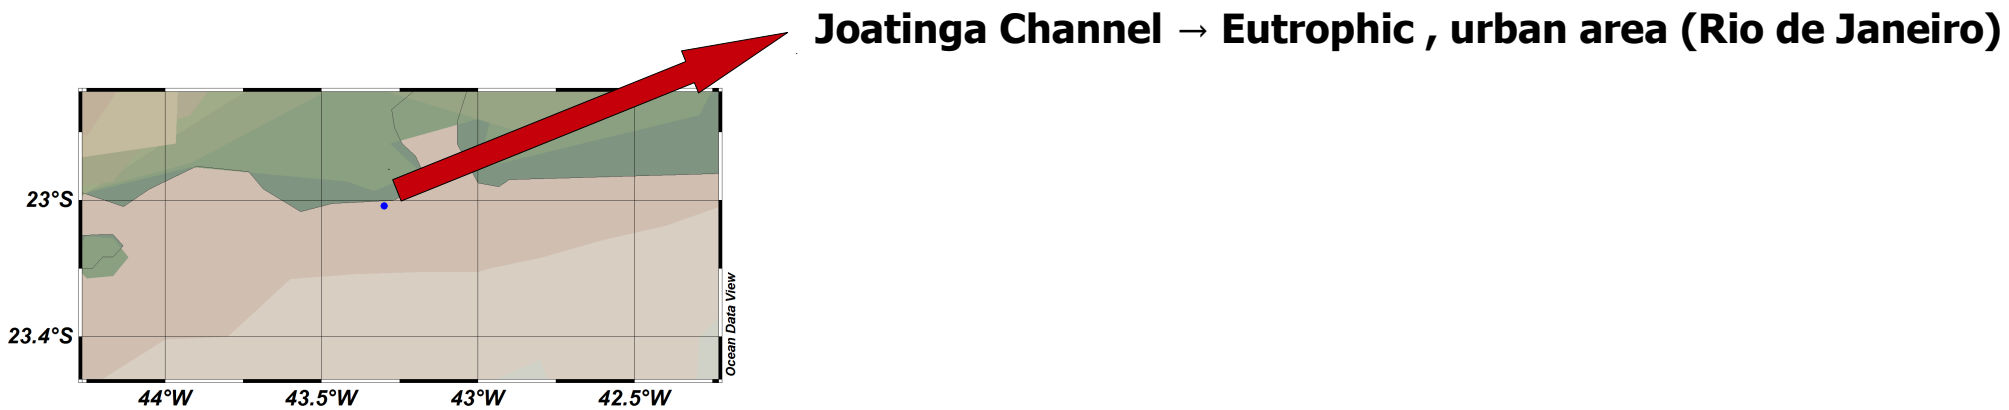 Joatinga Channel → Eutrophic , urban area (Rio de Janeiro)
23°S
23.4°S
44°W 43.5°W 43°W 42.5°W
Ocean Data View